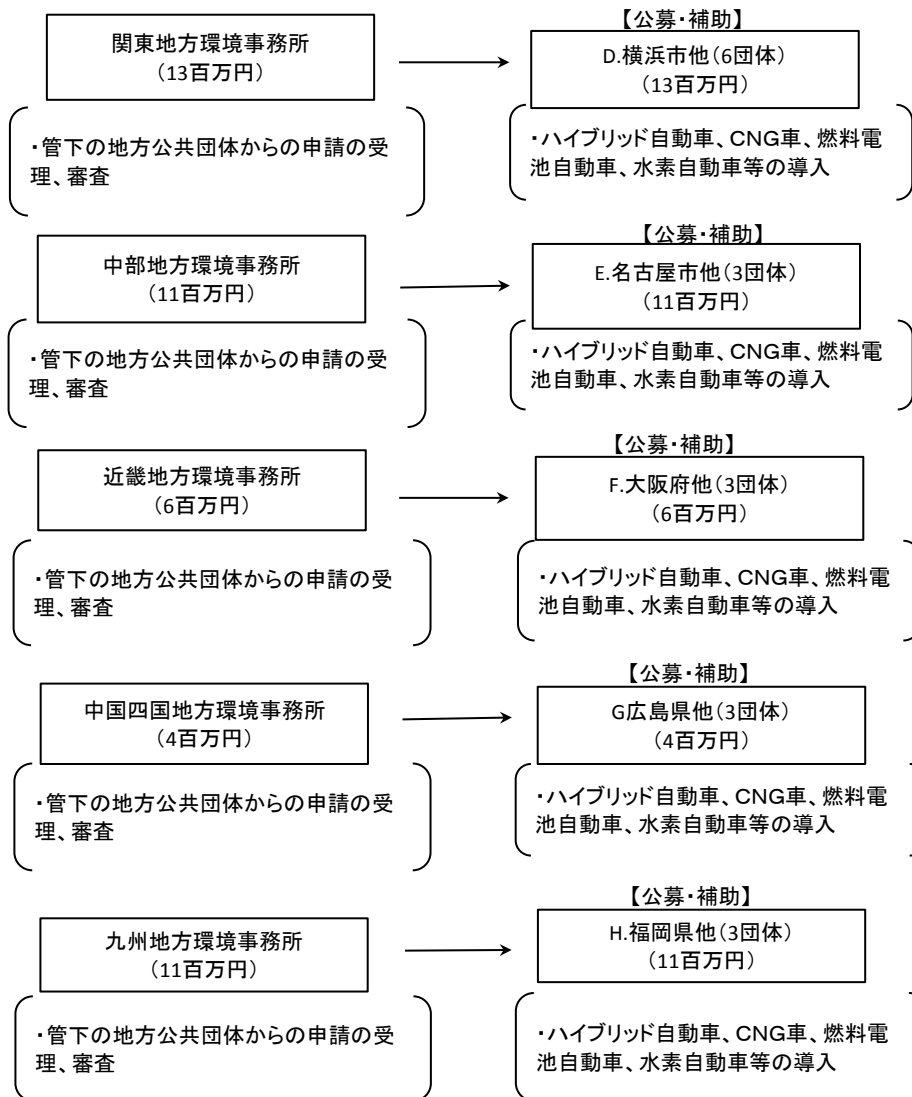 【公募・補助】
関東地方環境事務所
（13百万円）
D.横浜市他（6団体）
（13百万円）
・管下の地方公共団体からの申請の受
理、審査
・ハイブリッド自動車、CNG車、燃料電
池自動車、水素自動車等の導入
【公募・補助】
中部地方環境事務所
（11百万円）
E.名古屋市他（3団体）
（11百万円）
・管下の地方公共団体からの申請の受
理、審査
・ハイブリッド自動車、CNG車、燃料電
池自動車、水素自動車等の導入
【公募・補助】
近畿地方環境事務所
（6百万円）
F.大阪府他（3団体）
（6百万円）
・管下の地方公共団体からの申請の受
理、審査
・ハイブリッド自動車、CNG車、燃料電
池自動車、水素自動車等の導入
【公募・補助】
中国四国地方環境事務所
（4百万円）
G広島県他（3団体）
（4百万円）
・管下の地方公共団体からの申請の受
理、審査
・ハイブリッド自動車、CNG車、燃料電
池自動車、水素自動車等の導入
【公募・補助】
九州地方環境事務所
（11百万円）
H.福岡県他（3団体）
（11百万円）
・管下の地方公共団体からの申請の受
理、審査
・ハイブリッド自動車、CNG車、燃料電
池自動車、水素自動車等の導入